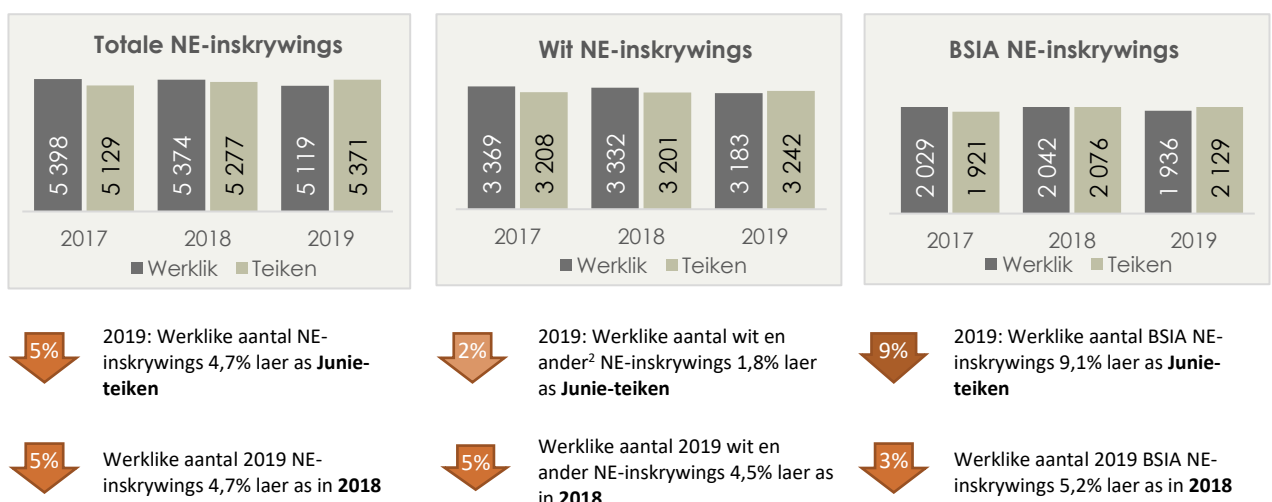 Totale NE-inskrywings
5 398
5 129
5 374
5 277
5 119
5 371
2017 2018 2019
Werklik Teiken
Wit NE-inskrywings
3 369
3 208
3 332
3 201
3 183
3 242
2017 2018 2019
Werklik Teiken
BSIA NE-inskrywings
2 029
1 921
2 042
2 076
1 936
2 129
2017 2018 2019
Werklik Teiken
5%
2019: Werklike aantal NE-
inskrywings 4,7% laer as Junie-
teiken
2%
2019: Werklike aantal wit en
ander² NE-inskrywings 1,8% laer
as Junie-teiken
9%
2019: Werklike aantal BSIA NE-
inskrywings 9,1% laer as Junie-
teiken
5%
Werklike aantal 2019 NE-
inskrywings 4,7% laer as in 2018
5%
Werklike aantal 2019 wit en
ander NE-inskrywings 4,5% laer as
in 2018
3%
Werklike aantal 2019 BSIA NE-
inskrywings 5,2% laer as in 2018